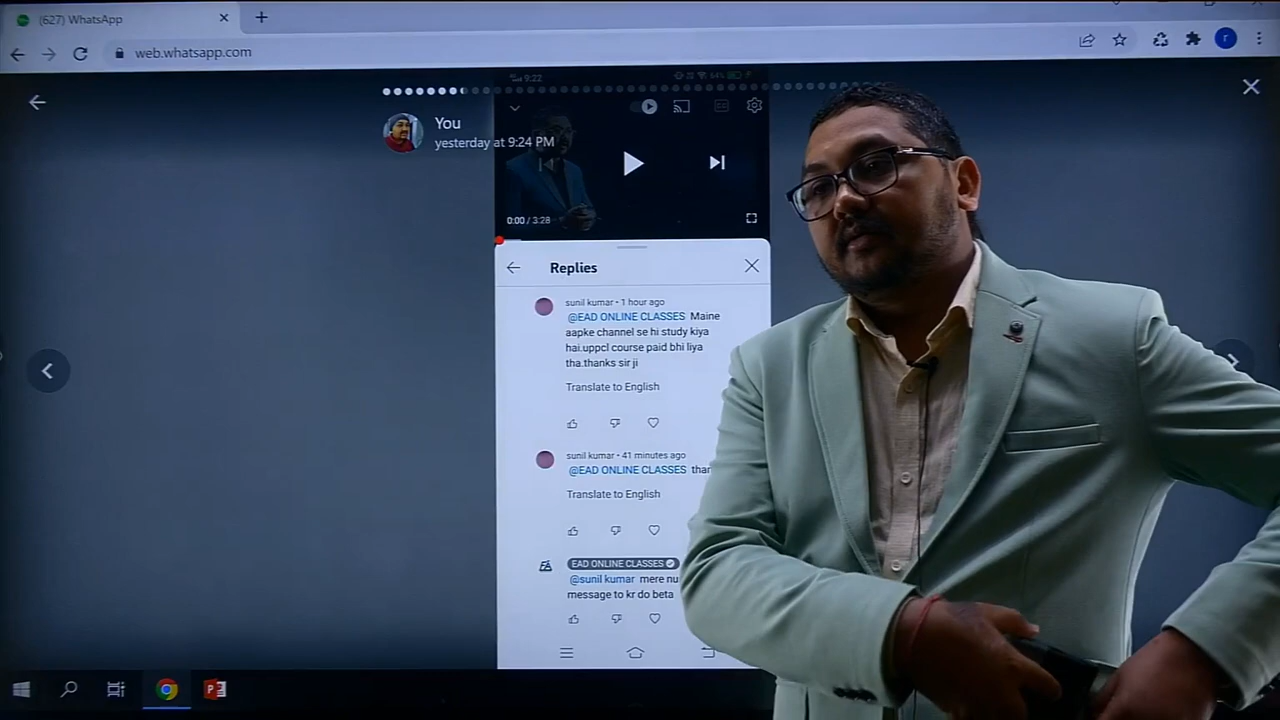 (627) WhatsApp
web.whatsapp.com
r
9:22
64%
You
yesterday at 9:24 PM
0:00 / 3:28
Replies
sunil kumar • 1 hour ago
@EAD ONLINE CLASSES Maine
aapke channel se hi study kiya
hai.uppcl course paid bhi liya
tha.thanks sir ji
Translate to English
sunil kumar • 41 minutes ago
@EAD ONLINE CLASSES
Translate to English
EAD ONLINE CLASSES
@sunil kumar mere
message to kr do beta